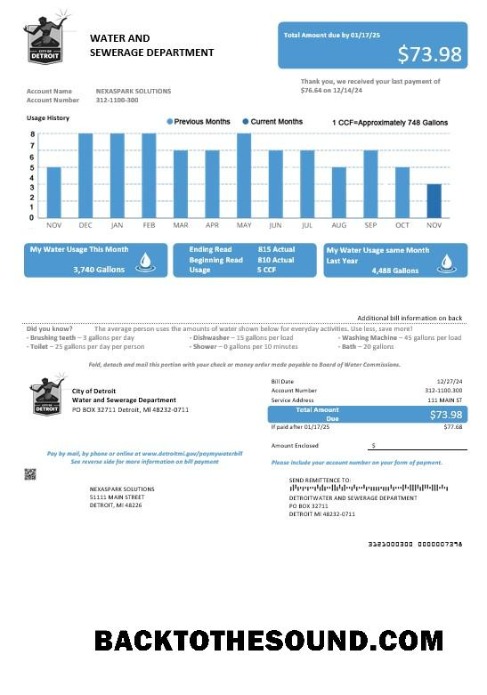 CITY OF
DETROIT
WATER AND
SEWERAGE DEPARTMENT
Total Amount due by 01/17/25
$73.98
Thank you, we received your last payment of
$76.64 on 12/14/24
Account Name NEXASPARK SOLUTIONS
Account Number 312-1100-300
Usage History
Previous Months Current Months 1 CCF=Approximately 748 Gallons
8
7
6
5
4
3
2
1
0
NOV DEC JAN FEB MAR APR MAY JUN JUL AUG SEP OCT NOV
My Water Usage This Month
3,740 Gallons
Ending Read 815 Actual
Beginning Read 810 Actual
Usage 5 CCF
My Water Usage same Month
Last Year
4,488 Gallons
Additional bill information on back
Did you know? The average person uses the amounts of water shown below for everyday activities. Use less, save more!
- Brushing teeth – 3 gallons per day - Dishwasher – 15 gallons per load - Washing Machine – 45 gallons per load
- Toilet – 25 gallons per day per person - Shower – 0 gallons per 10 minutes - Bath – 20 gallons
Fold, detach and mail this portion with your check or money order made payable to Board of Water Commissions.
DETROIT
City of Detroit
Water and Sewerage Department
PO BOX 32711 Detroit, MI 48232-0711
Bill Date 12/27/24
Account Number 312-1100.300
Service Address 111 MAIN ST
Total Amount
Due
$73.98
If paid after 01/17/25 $77.68
Amount Enclosed $
Pay by mail, by phone or online at www.detroitmi.gov/paymywaterbill
See reverse side for more information on bill payment
Please include your account number on your form of payment.
NEXASPARK SOLUTIONS
51111 MAIN STREET
DETROIT, MI 48226
SEND REMITTENCE TO:
DETROITWATER AND SEWERAGE DEPARTMENT
PO 32711
DETROIT MI 48232-0711
3121000300 0000007398
BACKTOTHESOUND.COM